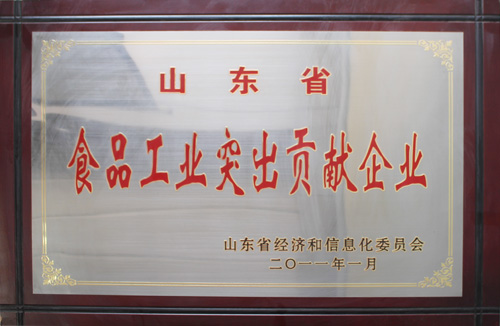 山东省
食品工业突出贡献企业
山东省经济和信息化委员会
二〇一一年一月